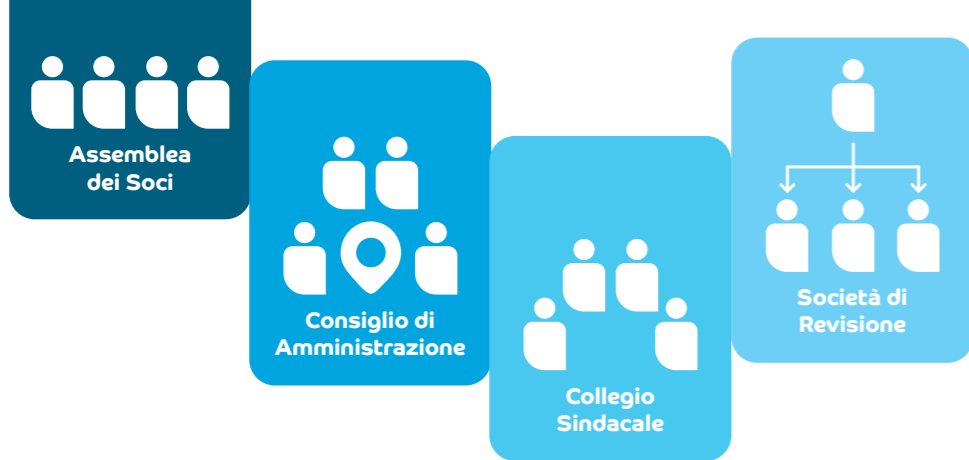 Assemblea
dei Soci
Consiglio di
Amministrazione
Collegio
Sindacale
Società di
Revisione